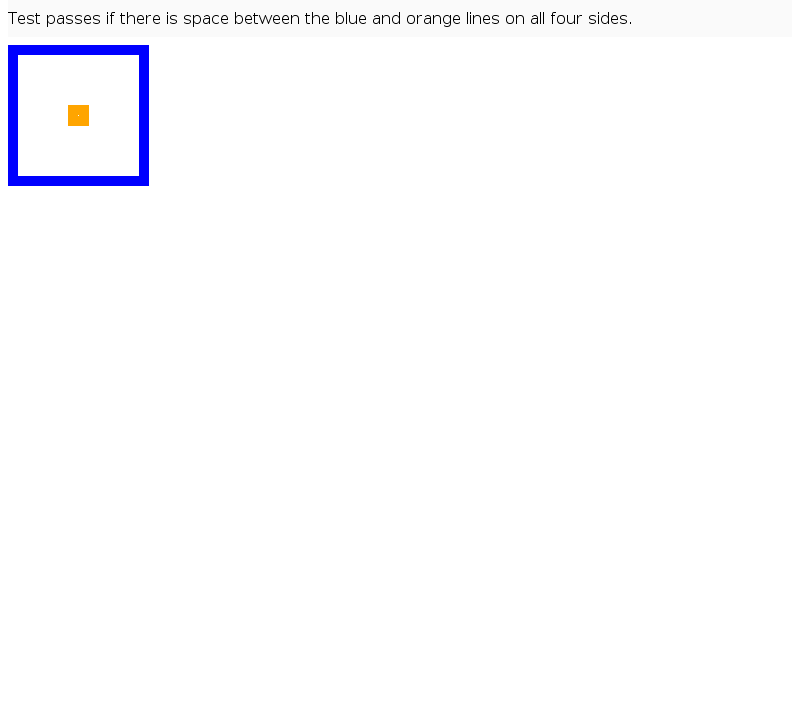 Test passes if there is space between the blue and orange lines on all four sides.